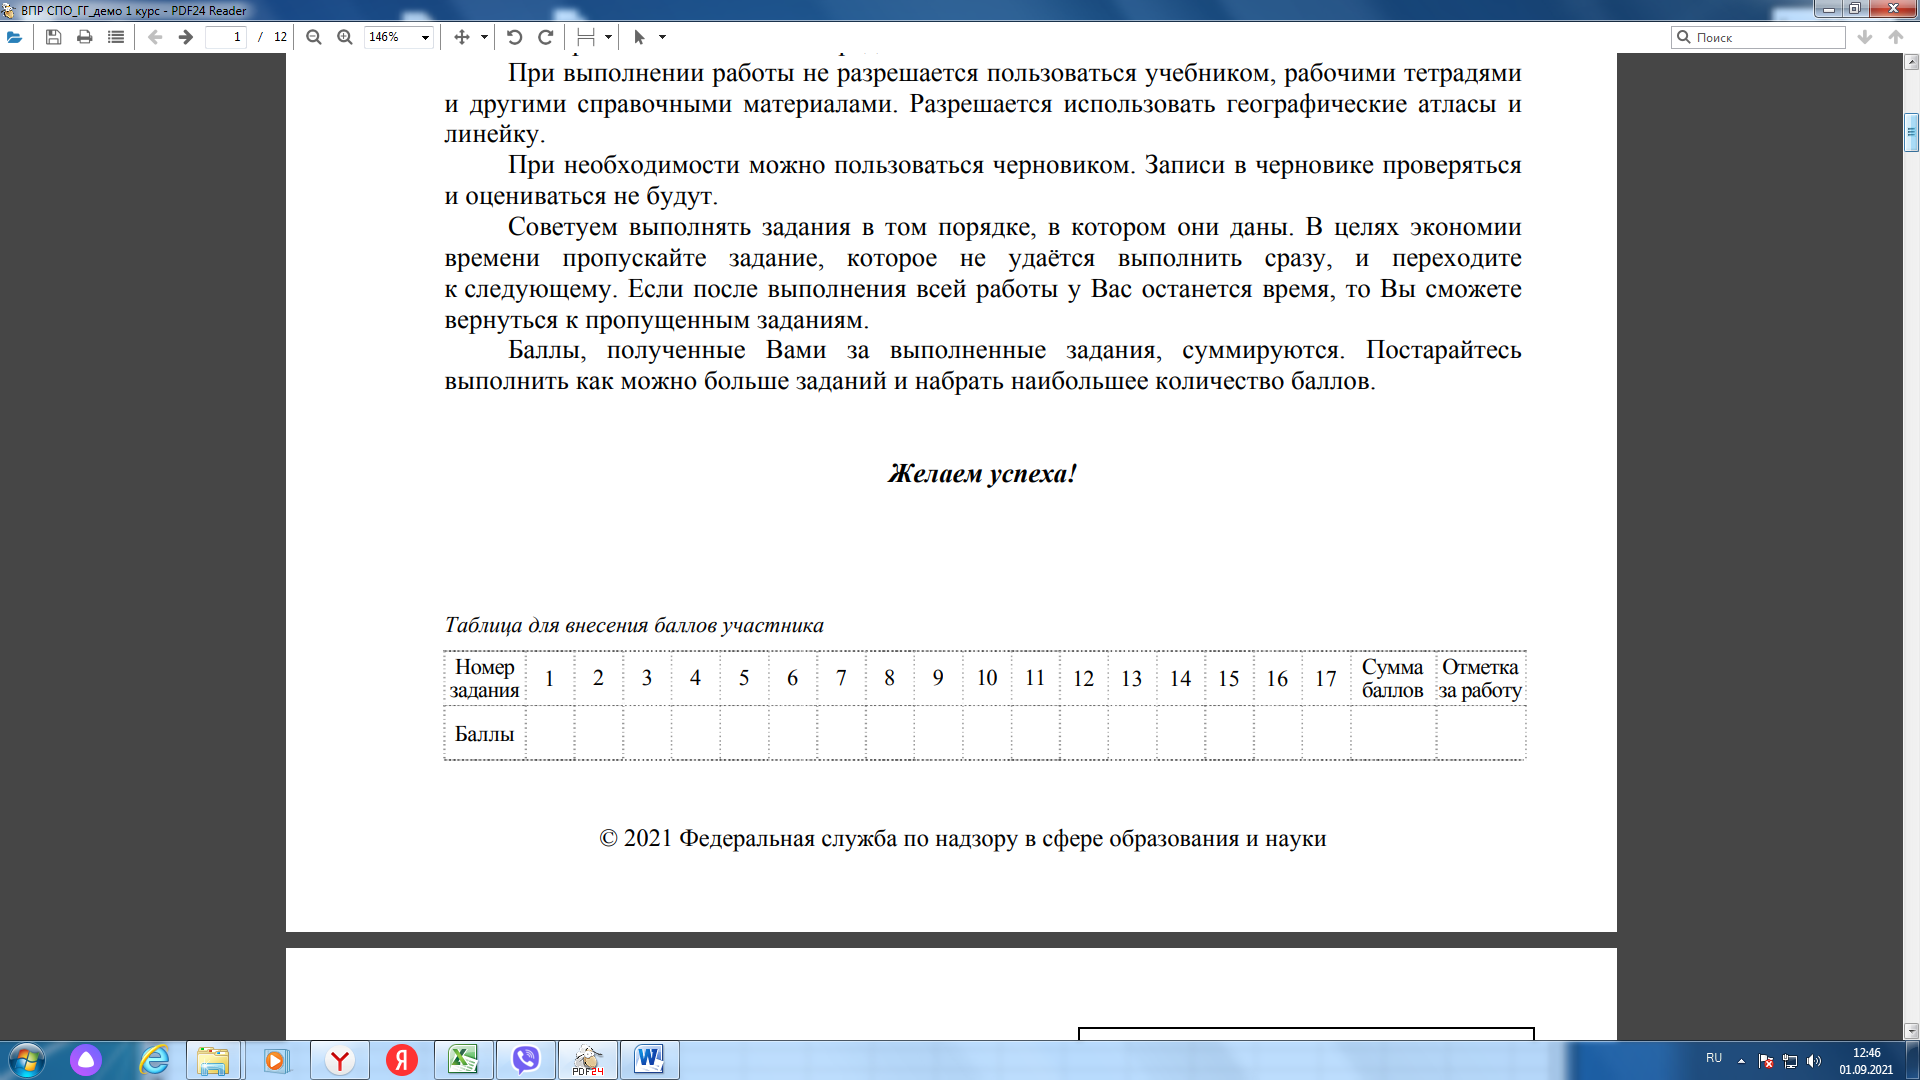 ВПР СПО_ГГ_демо 1 курс - PDF24 Reader
1 / 12
146%
Поиск
При выполнении работы не разрешается пользоваться учебником, рабочими тетрадями
и другими справочными материалами. Разрешается использовать географические атласы и
линейку.
При необходимости можно пользоваться черновиком. Записи в черновике проверяться
и оцениваться не будут.
Советуем выполнять задания в том порядке, в котором они даны. В целях экономии
времени пропускайте задание, которое не удаётся выполнить сразу, и переходите
к следующему. Если после выполнения всей работы у Вас останется время, то Вы сможете
вернуться к пропущенным заданиям.
Баллы, полученные Вами за выполненные задания, суммируются. Постарайтесь
выполнить как можно больше заданий и набрать наибольшее количество баллов.
Желаем успеха!
Таблица для внесения баллов участника
Номер задания 1 2 3 4 5 6 7 8 9 10 11 12 13 14 15 16 17 Сумма баллов Отметка за работу
Баллы
© 2021 Федеральная служба по надзору в сфере образования и науки
RU
12:46
01.09.2021